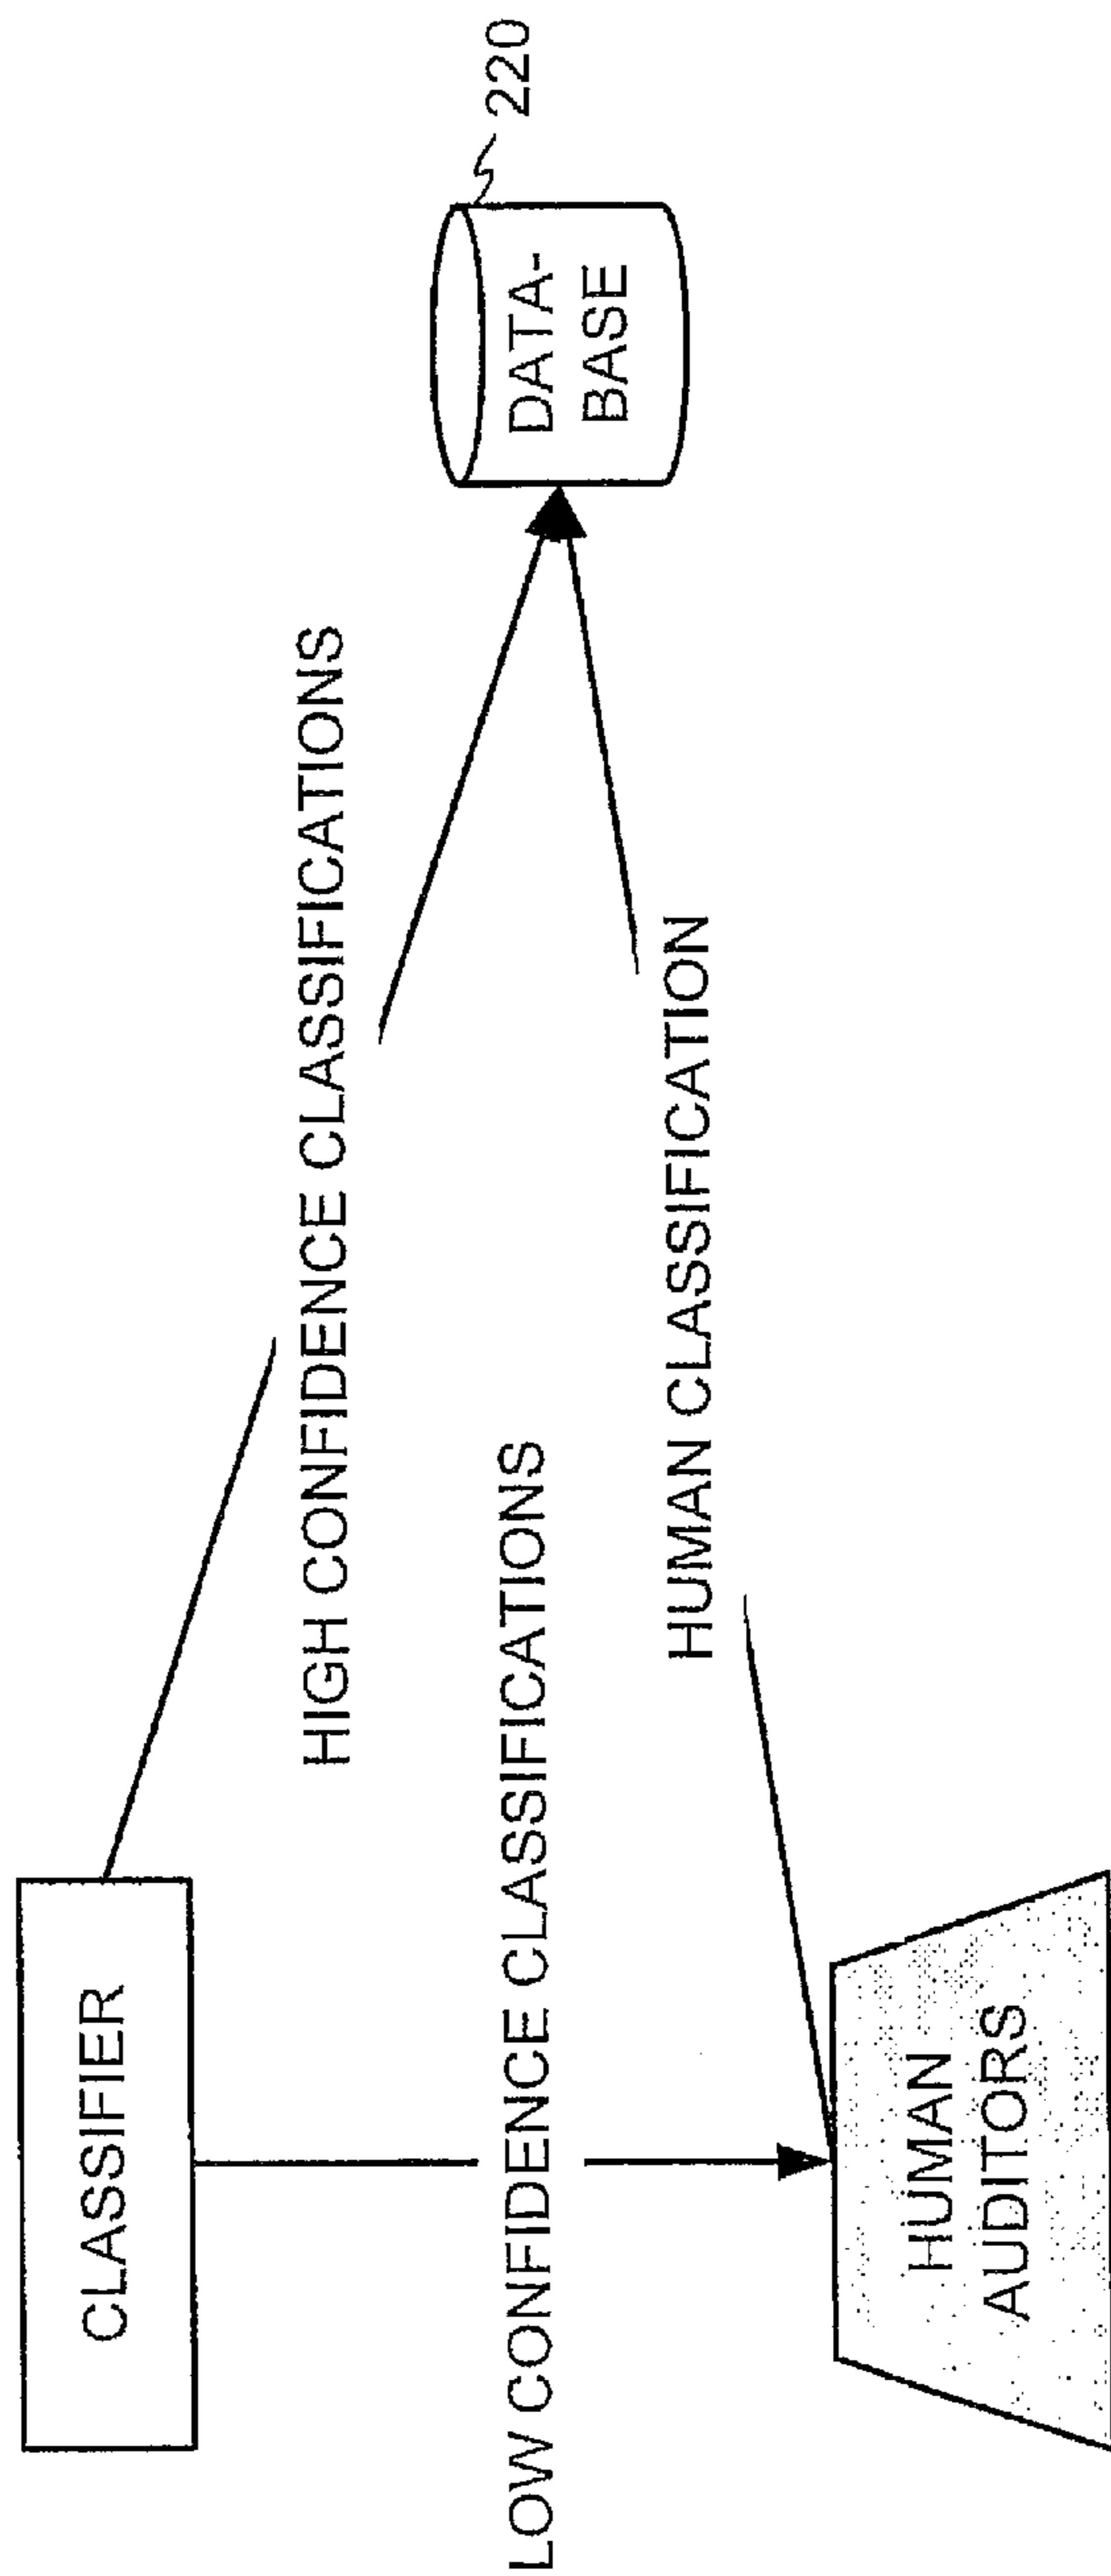 CLASSIFIER
HIGH CONFIDENCE CLASSIFICATIONS
220
DATA-
BASE
LOW CONFIDENCE CLASSIFICATIONS
HUMAN CLASSIFICATION
HUMAN
AUDITORS